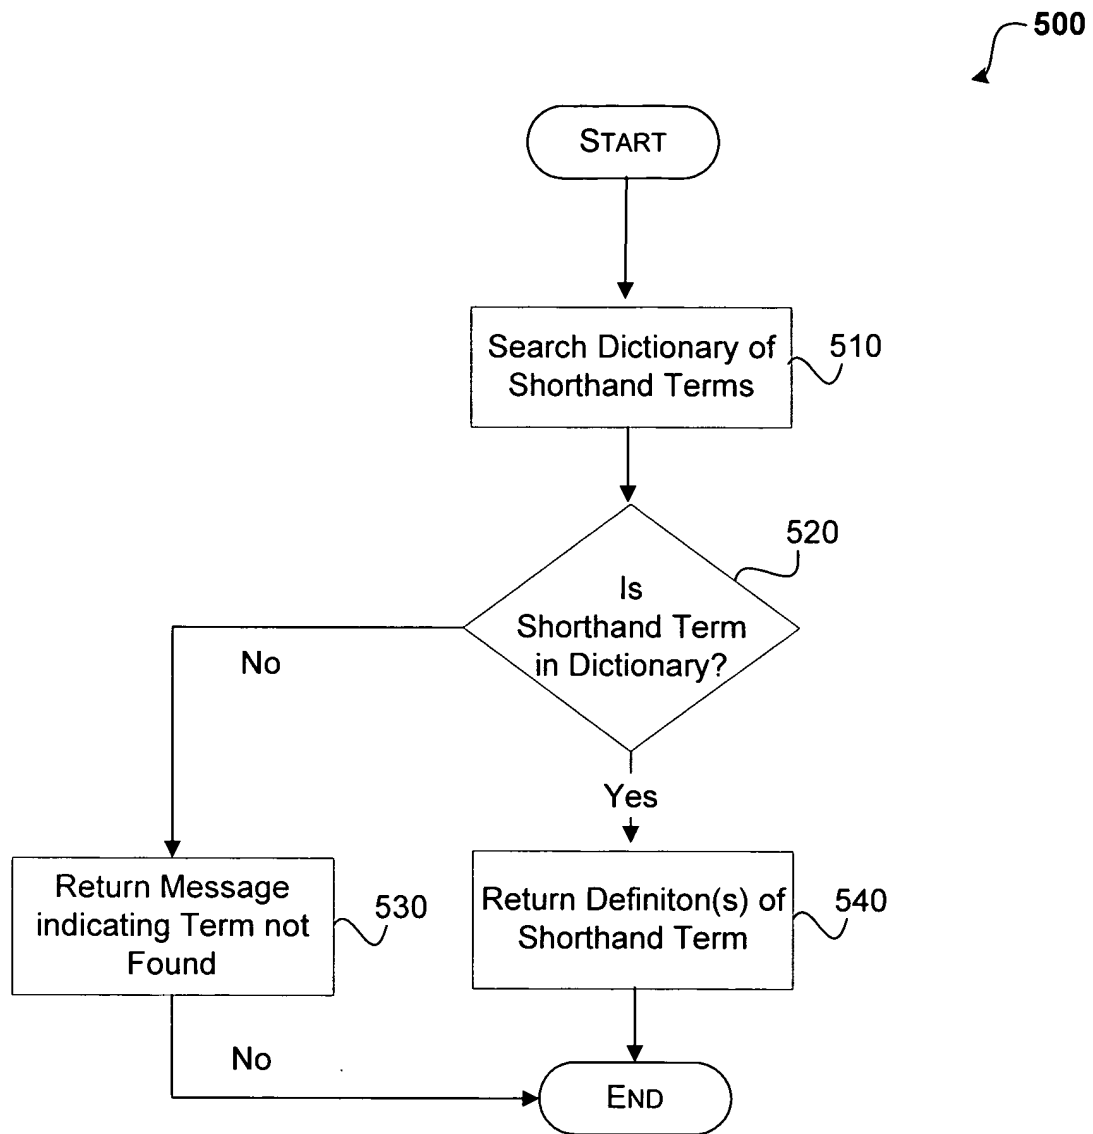 500
START
Search Dictionary of
Shorthand Terms
510
520
Is
Shorthand Term
in Dictionary?
No
Yes
Return Message
indicating Term not
Found
530
Return Definiton(s) of
Shorthand Term
540
No
END